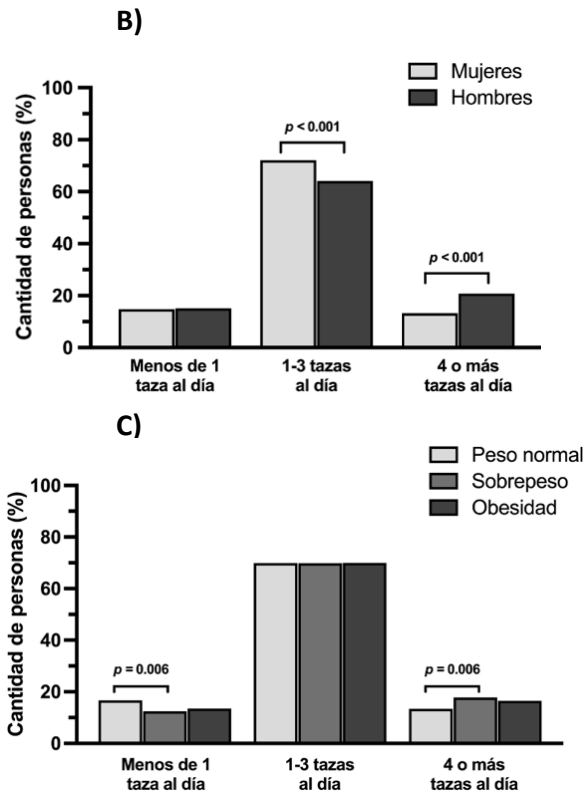 B)
Mujeres
Hombres
Cantidad de personas (%)
100
80
60
40
20
0
p < 0.001
p < 0.001
Menos de 1
taza al día
1-3 tazas
al día
4 o más
tazas al día
C)
Peso normal
Sobrepeso
Obesidad
Cantidad de personas (%)
100
80
60
40
20
0
p = 0.006
p = 0.006
Menos de 1
taza al día
1-3 tazas
al día
4 o más
tazas al día